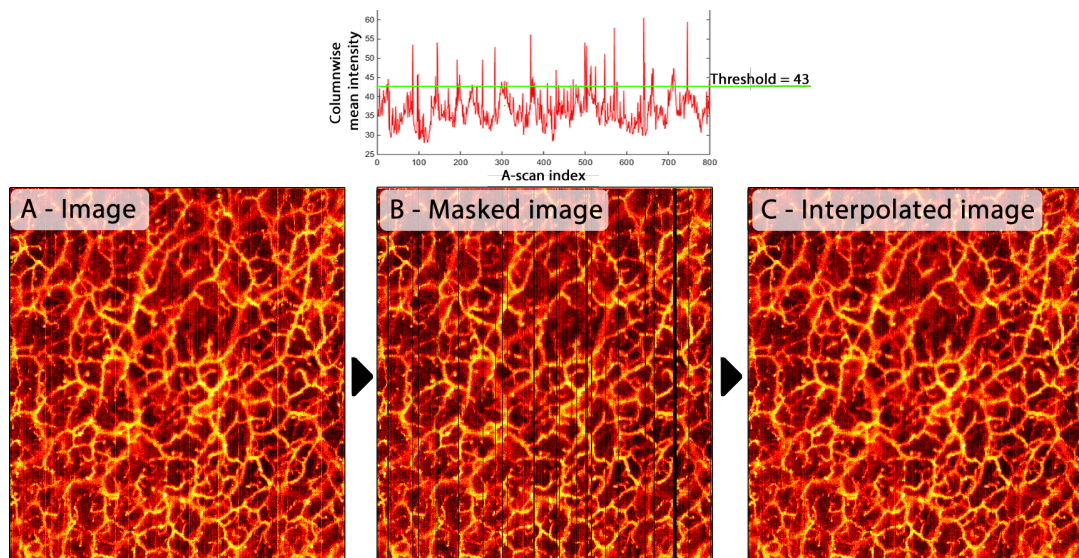 60
55
50
45
40
35
30
25
Columnwise
mean intensity
Threshold = 43
0 100 200 300 400 500 600 700 800
A-scan index
A - Image
B - Masked image
C - Interpolated image